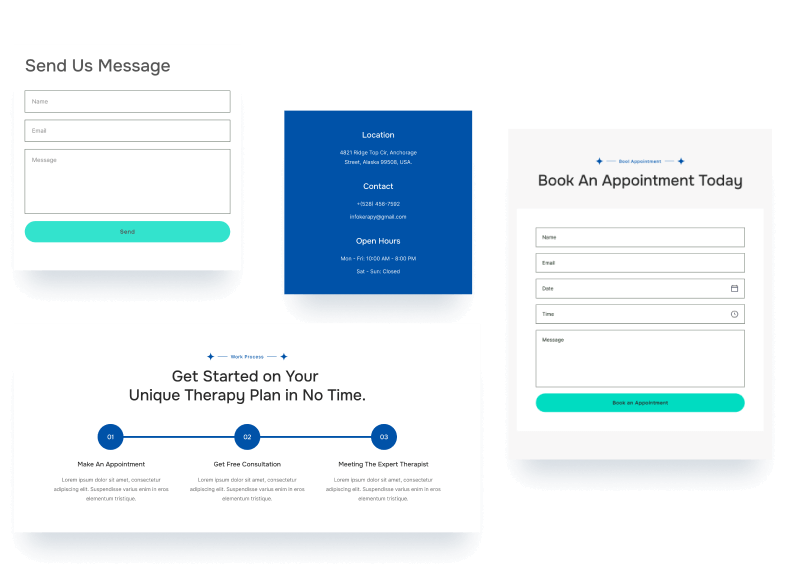 Send Us Message
Name
Email
Message
Send
Location
4821 Ridge Top Cir, Anchorage
Street, Alaska 99508, USA.
Contact
+(528) 456-7592
infokerapy@gmail.com
Open Hours
Mon - Fri: 10:00 AM - 8:00 PM
Sat - Sun: Closed
Book Appointment
Book An Appointment Today
Name
Email
Date
Time
Message
Book an Appointment
Work Process
Get Started on Your
Unique Therapy Plan in No Time.
01
02
03
Make An Appointment
Get Free Consultation
Meeting The Expert Therapist
Lorem ipsum dolor sit amet, consectetur
adipiscing elit. Suspendisse varius enim in eros
elementum tristique.
Lorem ipsum dolor sit amet, consectetur
adipiscing elit. Suspendisse varius enim in eros
elementum tristique.
Lorem ipsum dolor sit amet, consectetur
adipiscing elit. Suspendisse varius enim in eros
elementum tristique.